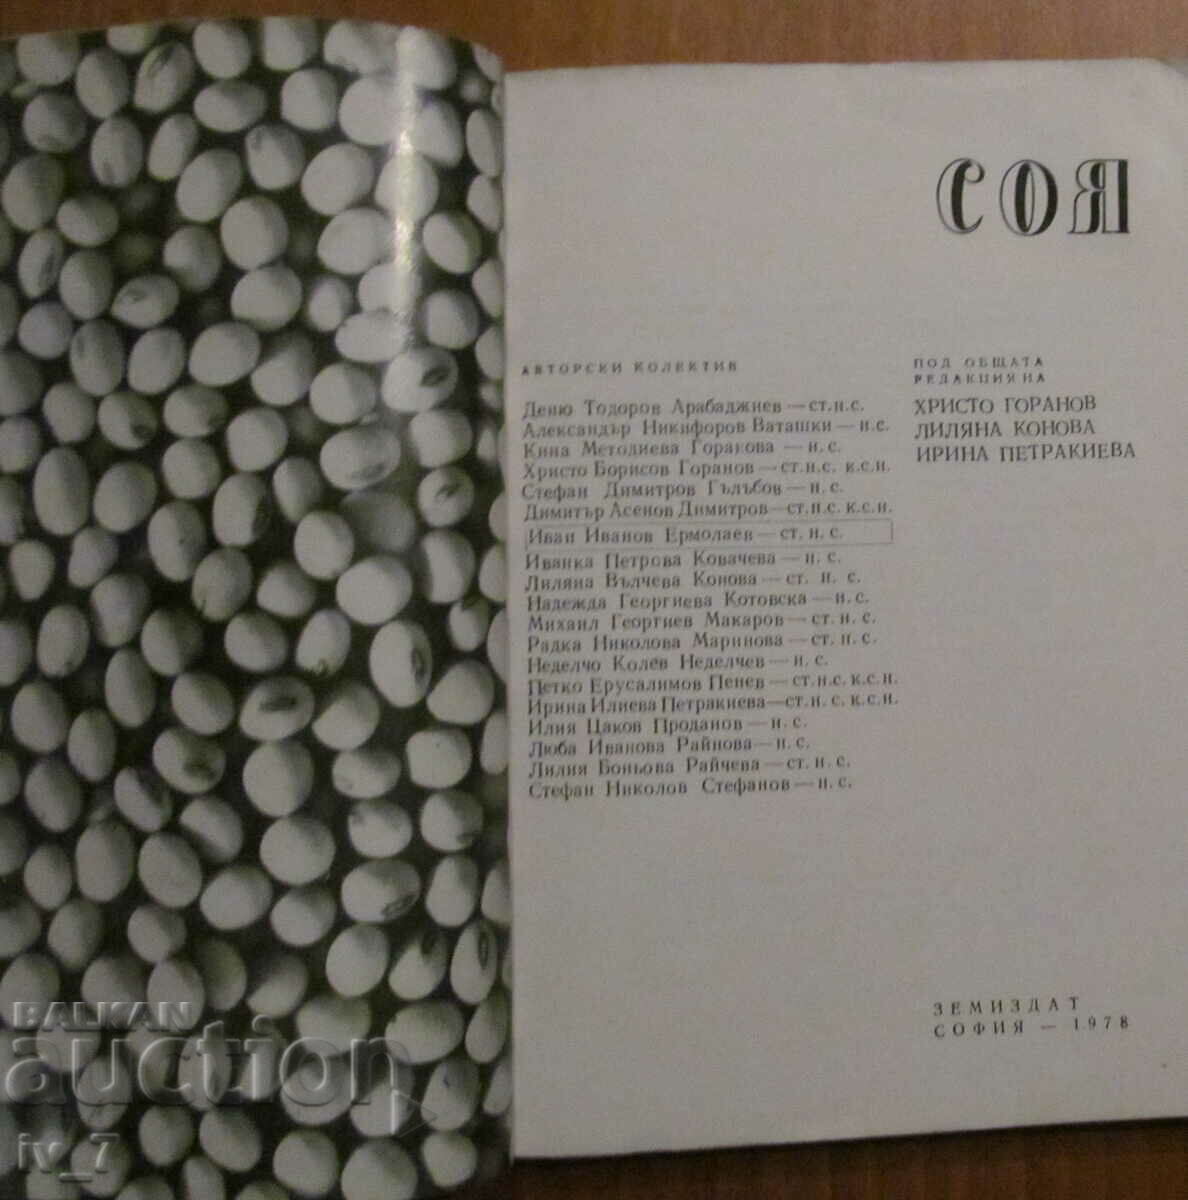 СОЯ
АВТОРСКИ КОЛЕКТИВ
Деню Тодоров Арабаджиев — ст.н.с.
Александър Никифоров Ваташки — н.с.
Кина Методиева Горанова — н. с.
Христо Борисов Горанов — ст.н.с. к.с.н.
Стефан Димитров Гълъбов — н. с.
Димитър Асенов Димитров — ст.н.с. к.с.н.
Иван Иванов Ермолаев — ст. н. с.
Иванка Петрова Ковачева — н. с.
Лиляна Вълчева Конова — ст. н. с.
Надежда Георгиева Котовска — н. с.
Михаил Георгиев Макаров — ст. н. с.
Радка Николова Маринова — ст. н. с.
Неделчо Колев Неделчев — н. с.
Петко Ерусалимов Пенев — ст.н.с. к.с.н.
Ирина Илиева Петракиева — ст.н.с. к.с.н.
Илия Цаков Проданов — н. с.
Люба Иванова Райнова — н. с.
Лилия Боньова Райчева — ст. н. с.
Стефан Николов Стефанов — н. с.
ПОД ОБЩАТА
РЕДАКЦИЯ НА
ХРИСТО ГОРАНОВ
ЛИЛЯНА КОНОВА
ИРИНА ПЕТРАКИЕВА
ЗЕМИЗДАТ
СОФИЯ — 1978
BALKAN
auction
iv_7